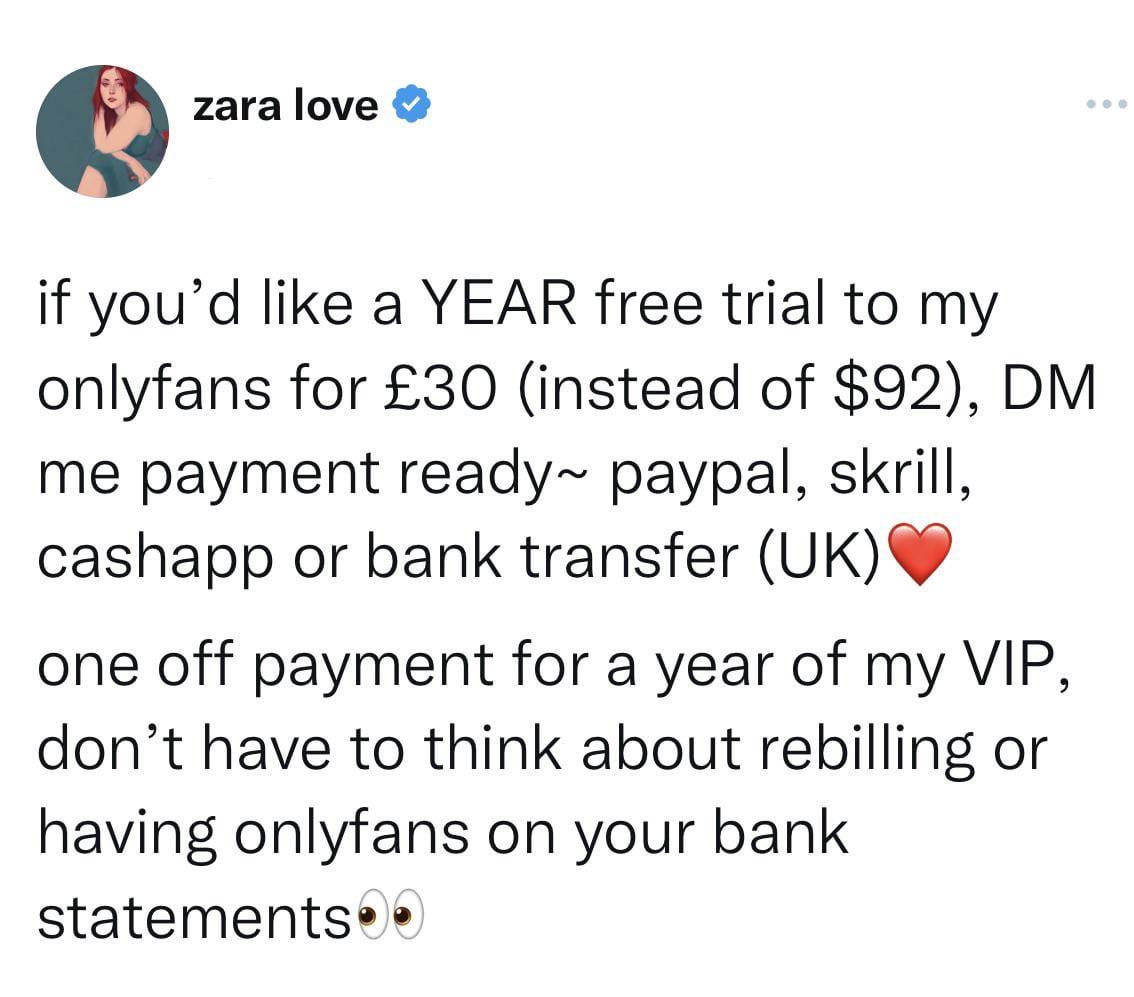 zara love
if you’d like a YEAR free trial to my
onlyfans for £30 (instead of $92), DM
me payment ready~ paypal, skrill,
cashapp or bank transfer (UK)❤️
one off payment for a year of my VIP,
don’t have to think about rebilling or
having onlyfans on your bank
statements👀